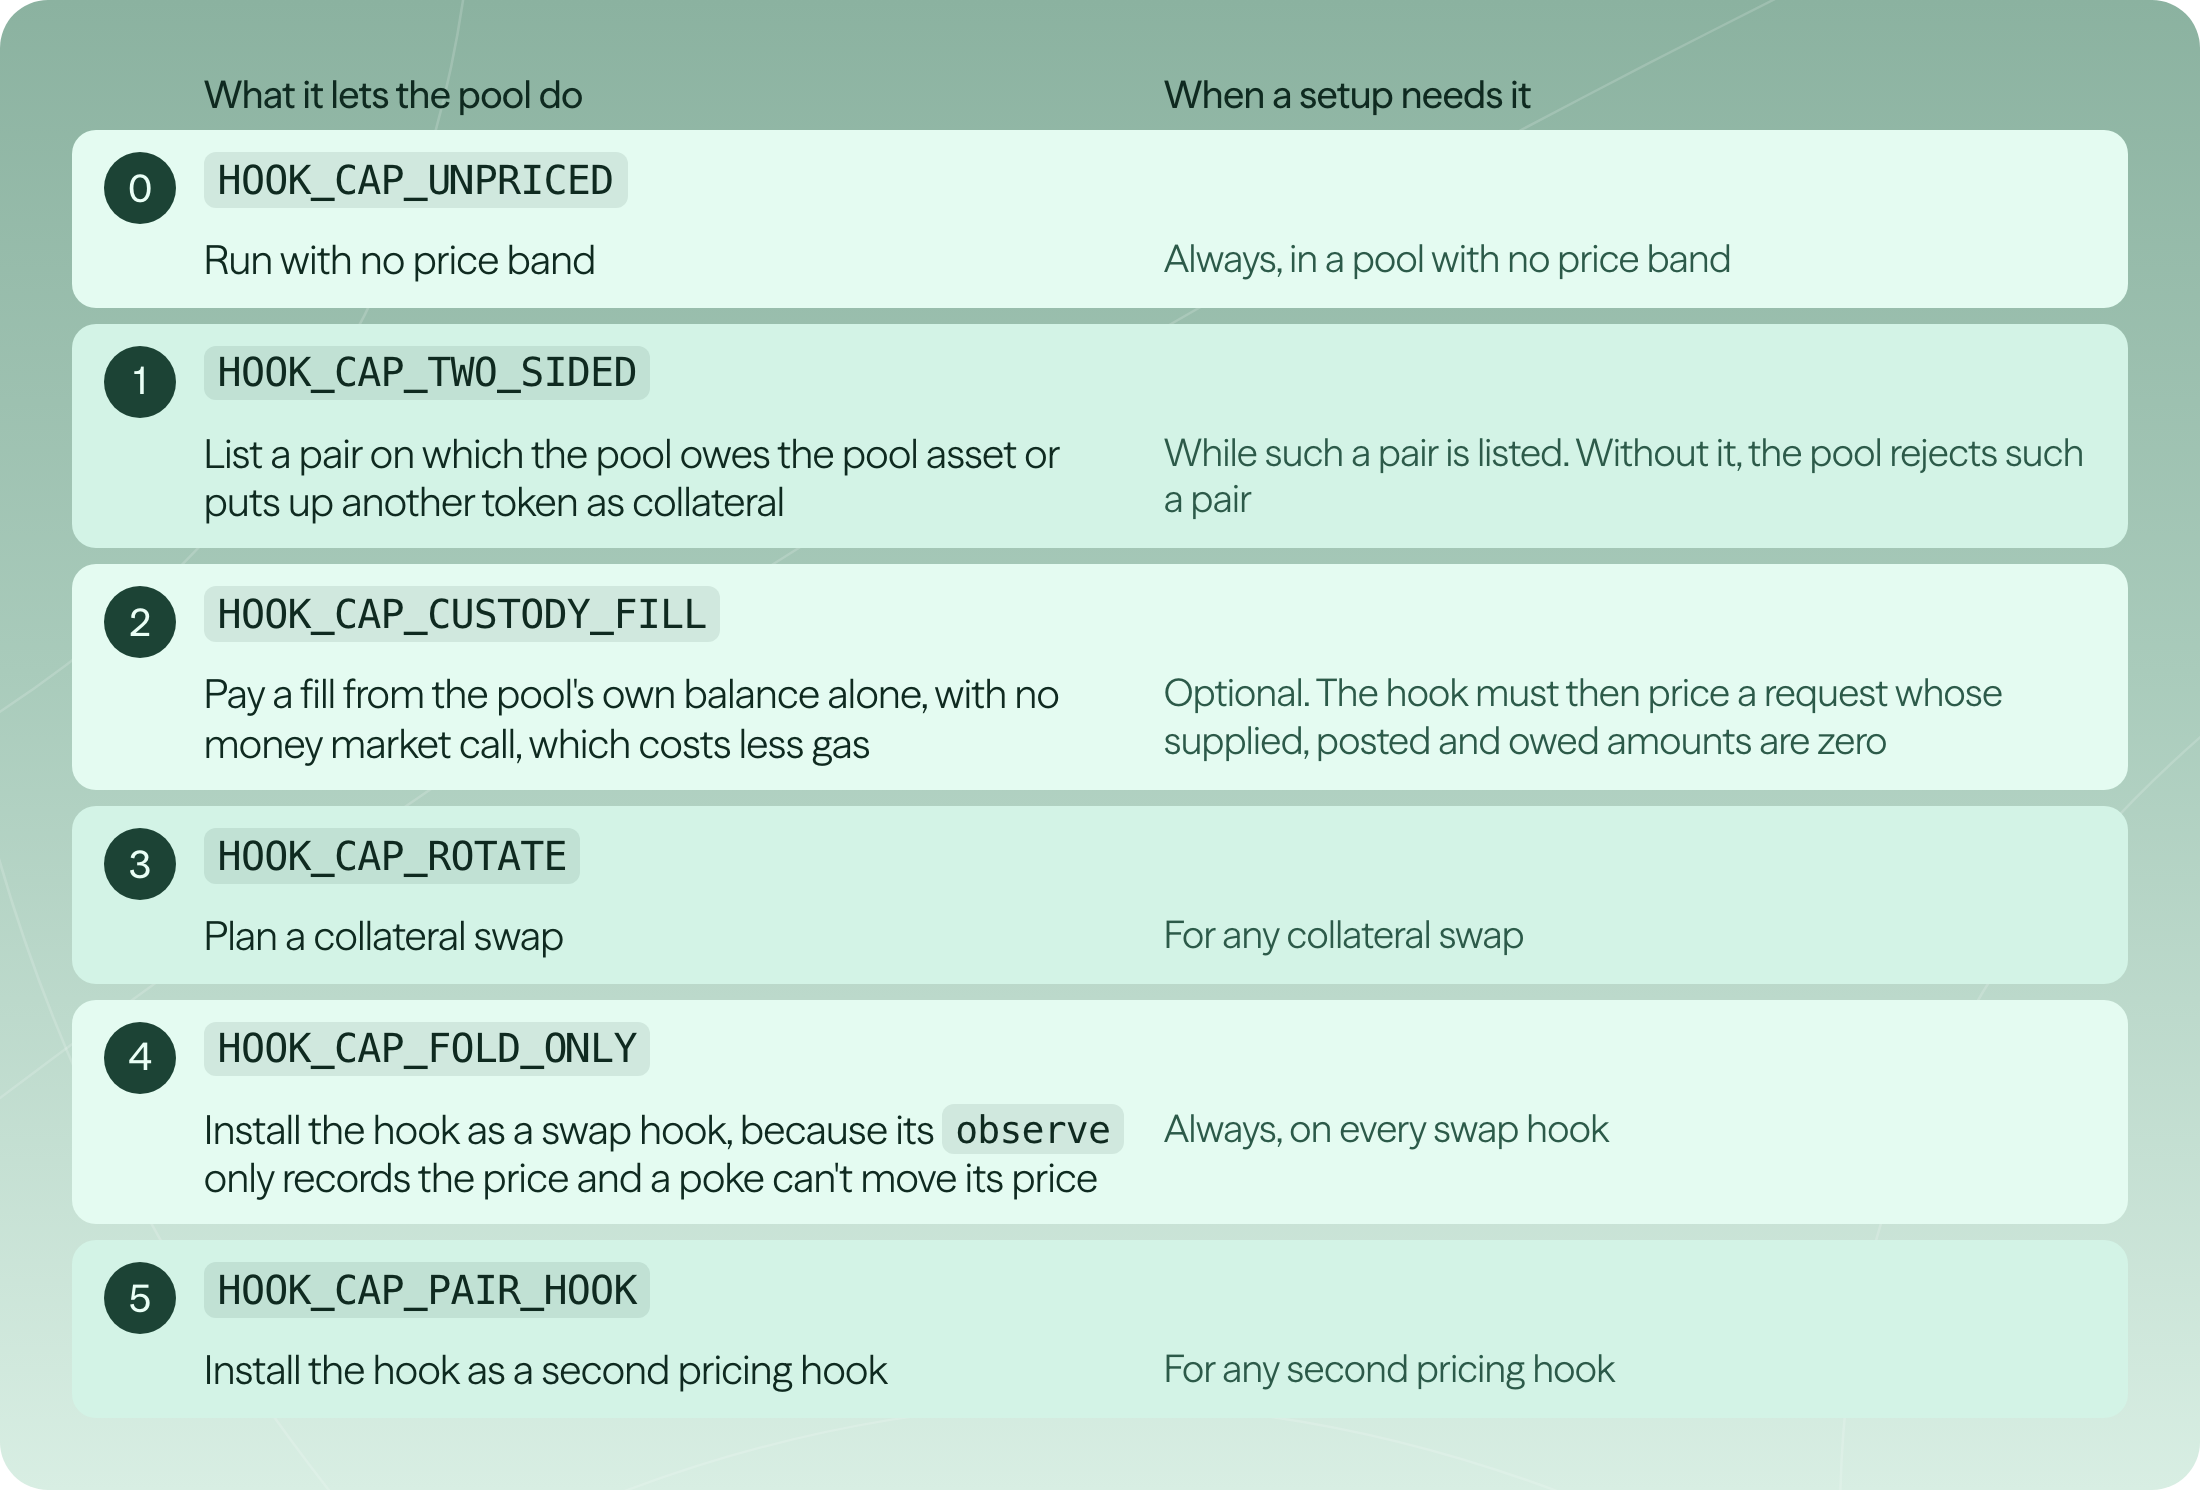 What it lets the pool do
When a setup needs it
0
HOOK_CAP_UNPRICED
Run with no price band
Always, in a pool with no price band
1
HOOK_CAP_TWO_SIDED
List a pair on which the pool owes the pool asset or
puts up another token as collateral
While such a pair is listed. Without it, the pool rejects such
a pair
2
HOOK_CAP_CUSTODY_FILL
Pay a fill from the pool's own balance alone, with no
money market call, which costs less gas
Optional. The hook must then price a request whose
supplied, posted and owed amounts are zero
3
HOOK_CAP_ROTATE
Plan a collateral swap
For any collateral swap
4
HOOK_CAP_FOLD_ONLY
Install the hook as a swap hook, because its observe
only records the price and a poke can't move its price
Always, on every swap hook
5
HOOK_CAP_PAIR_HOOK
Install the hook as a second pricing hook
For any second pricing hook